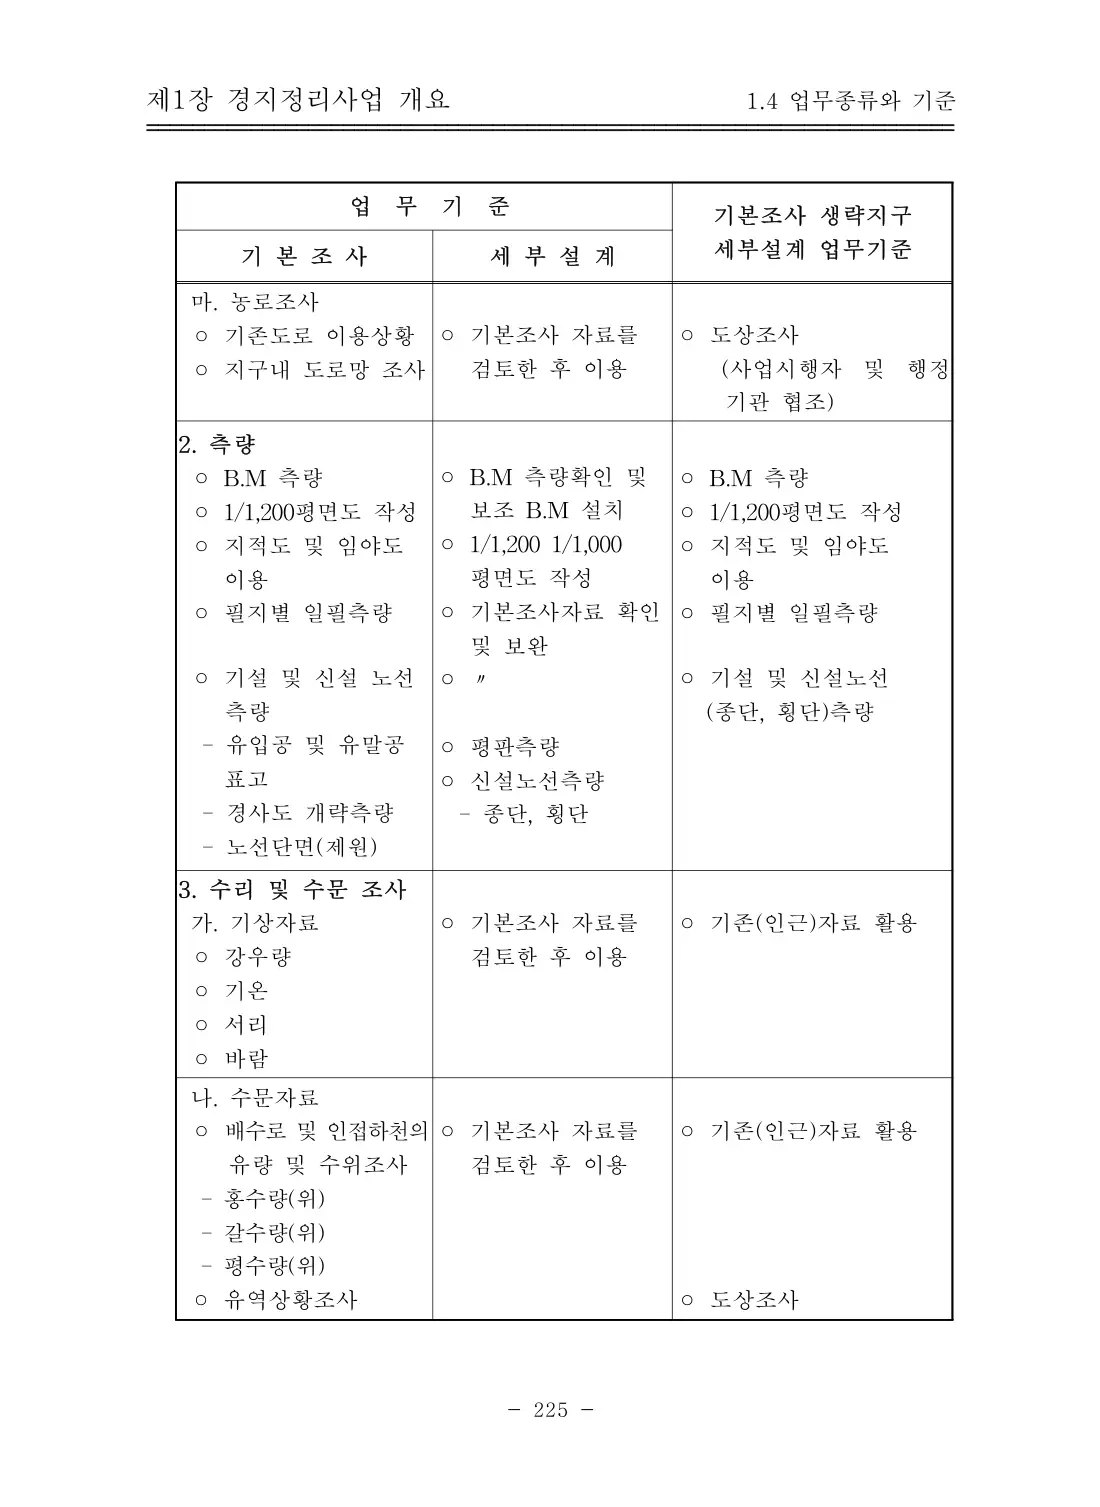 제1장 경지정리사업 개요
1.4 업무종류와 기준
업 무 기 준
기본조사 생략지구
세부설계 업무기준
기 본 조 사
세 부 설 계
마. 농로조사
○ 기존도로 이용상황
○ 지구내 도로망 조사
○ 기본조사 자료를
검토한 후 이용
○ 도상조사
(사업시행자 및 행정
기관 협조)
2. 측량
○ B.M 측량
○ 1/1,200평면도 작성
○ 지적도 및 임야도
이용
○ 필지별 일필측량
○ 기설 및 신설 노선
측량
- 유입공 및 유말공
표고
- 경사도 개략측량
- 노선단면(제원)
○ B.M 측량확인 및
보조 B.M 설치
○ 1/1,200 1/1,000
평면도 작성
○ 기본조사자료 확인
및 보완
○ 〃
○ 평판측량
○ 신설노선측량
- 종단, 횡단
○ B.M 측량
○ 1/1,200평면도 작성
○ 지적도 및 임야도
이용
○ 필지별 일필측량
○ 기설 및 신설노선
(종단, 횡단)측량
3. 수리 및 수문 조사
가. 기상자료
○ 강우량
○ 기온
○ 서리
○ 바람
○ 기본조사 자료를
검토한 후 이용
○ 기존(인근)자료 활용
나. 수문자료
○ 배수로 및 인접하천의
유량 및 수위조사
- 홍수량(위)
- 갈수량(위)
- 평수량(위)
○ 유역상황조사
○ 기본조사 자료를
검토한 후 이용
○ 기존(인근)자료 활용
○ 도상조사
- 225 -